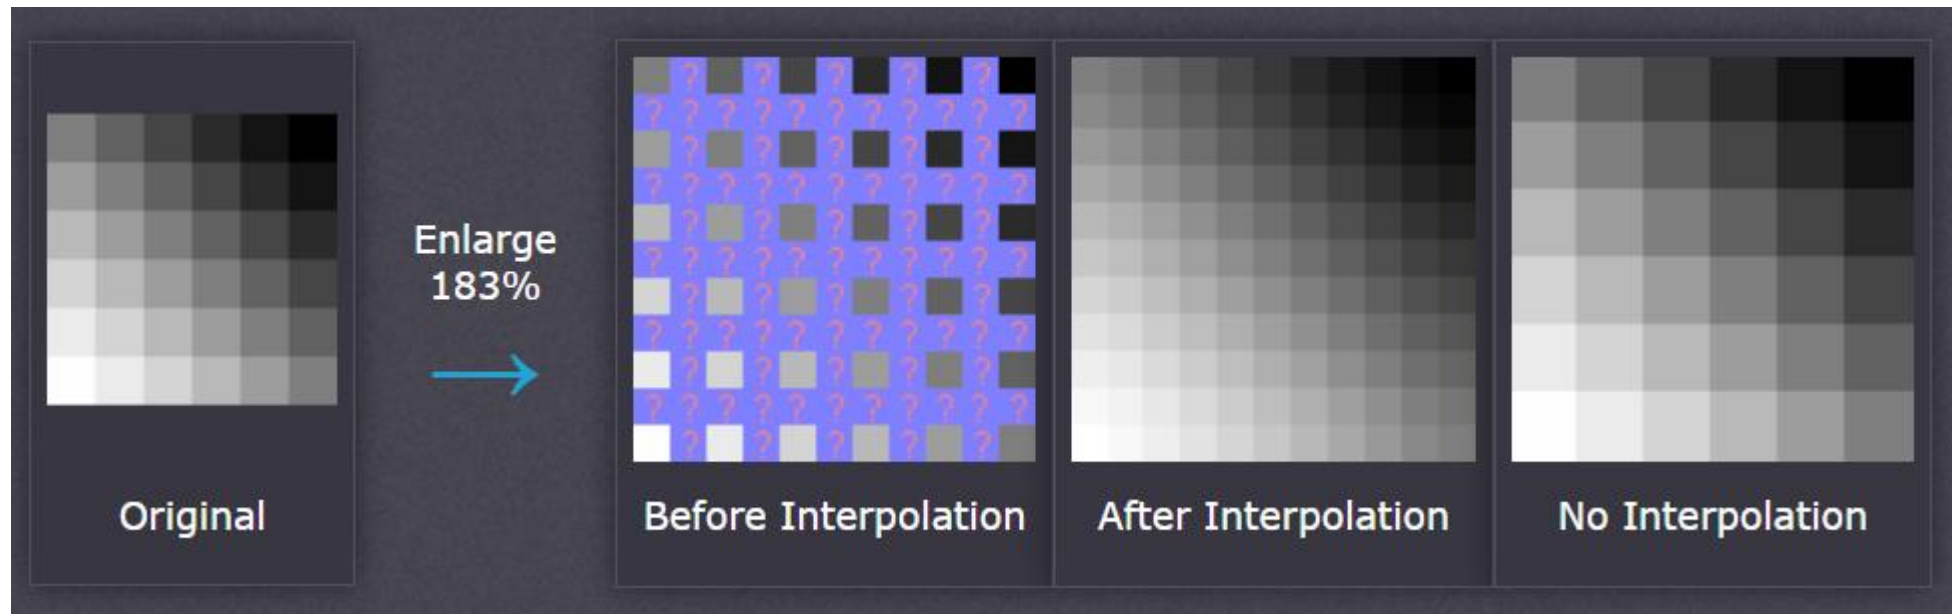 Enlarge
183%
→
? ? ? ? ?
? ? ? ? ? ? ? ? ? ? ?
? ? ? ? ?
? ? ? ? ? ? ? ? ? ? ?
? ? ? ? ?
? ? ? ? ? ? ? ? ? ? ?
? ? ? ? ?
? ? ? ? ? ? ? ? ? ? ?
? ? ? ? ?
? ? ? ? ? ? ? ? ? ? ?
? ? ? ? ?
Original
Before Interpolation
After Interpolation
No Interpolation